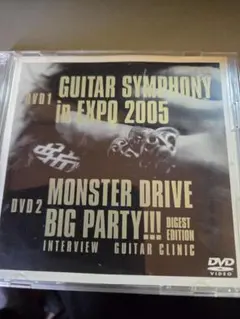 DVD 1 GUITAR SYMPHONY
in EXPO 2005
DVD 2 MONSTER DRIVE
BIG PARTY!!! DIGEST EDITION
INTERVIEW GUITAR CLINIC
DVD
VIDEO